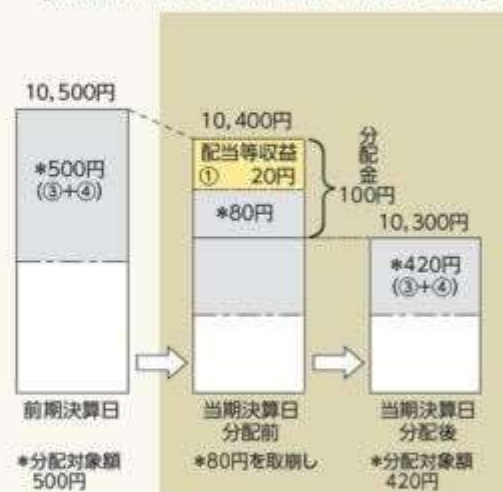 10,500円
*500円
(③+④)
前期決算日
*分配対象額
500円
10,400円
配当等収益
① 20円
*80円
分配金
100円
当期決算日
分配前
*80円を取崩し
10,300円
*420円
(③+④)
当期決算日
分配後
*分配対象額
420円